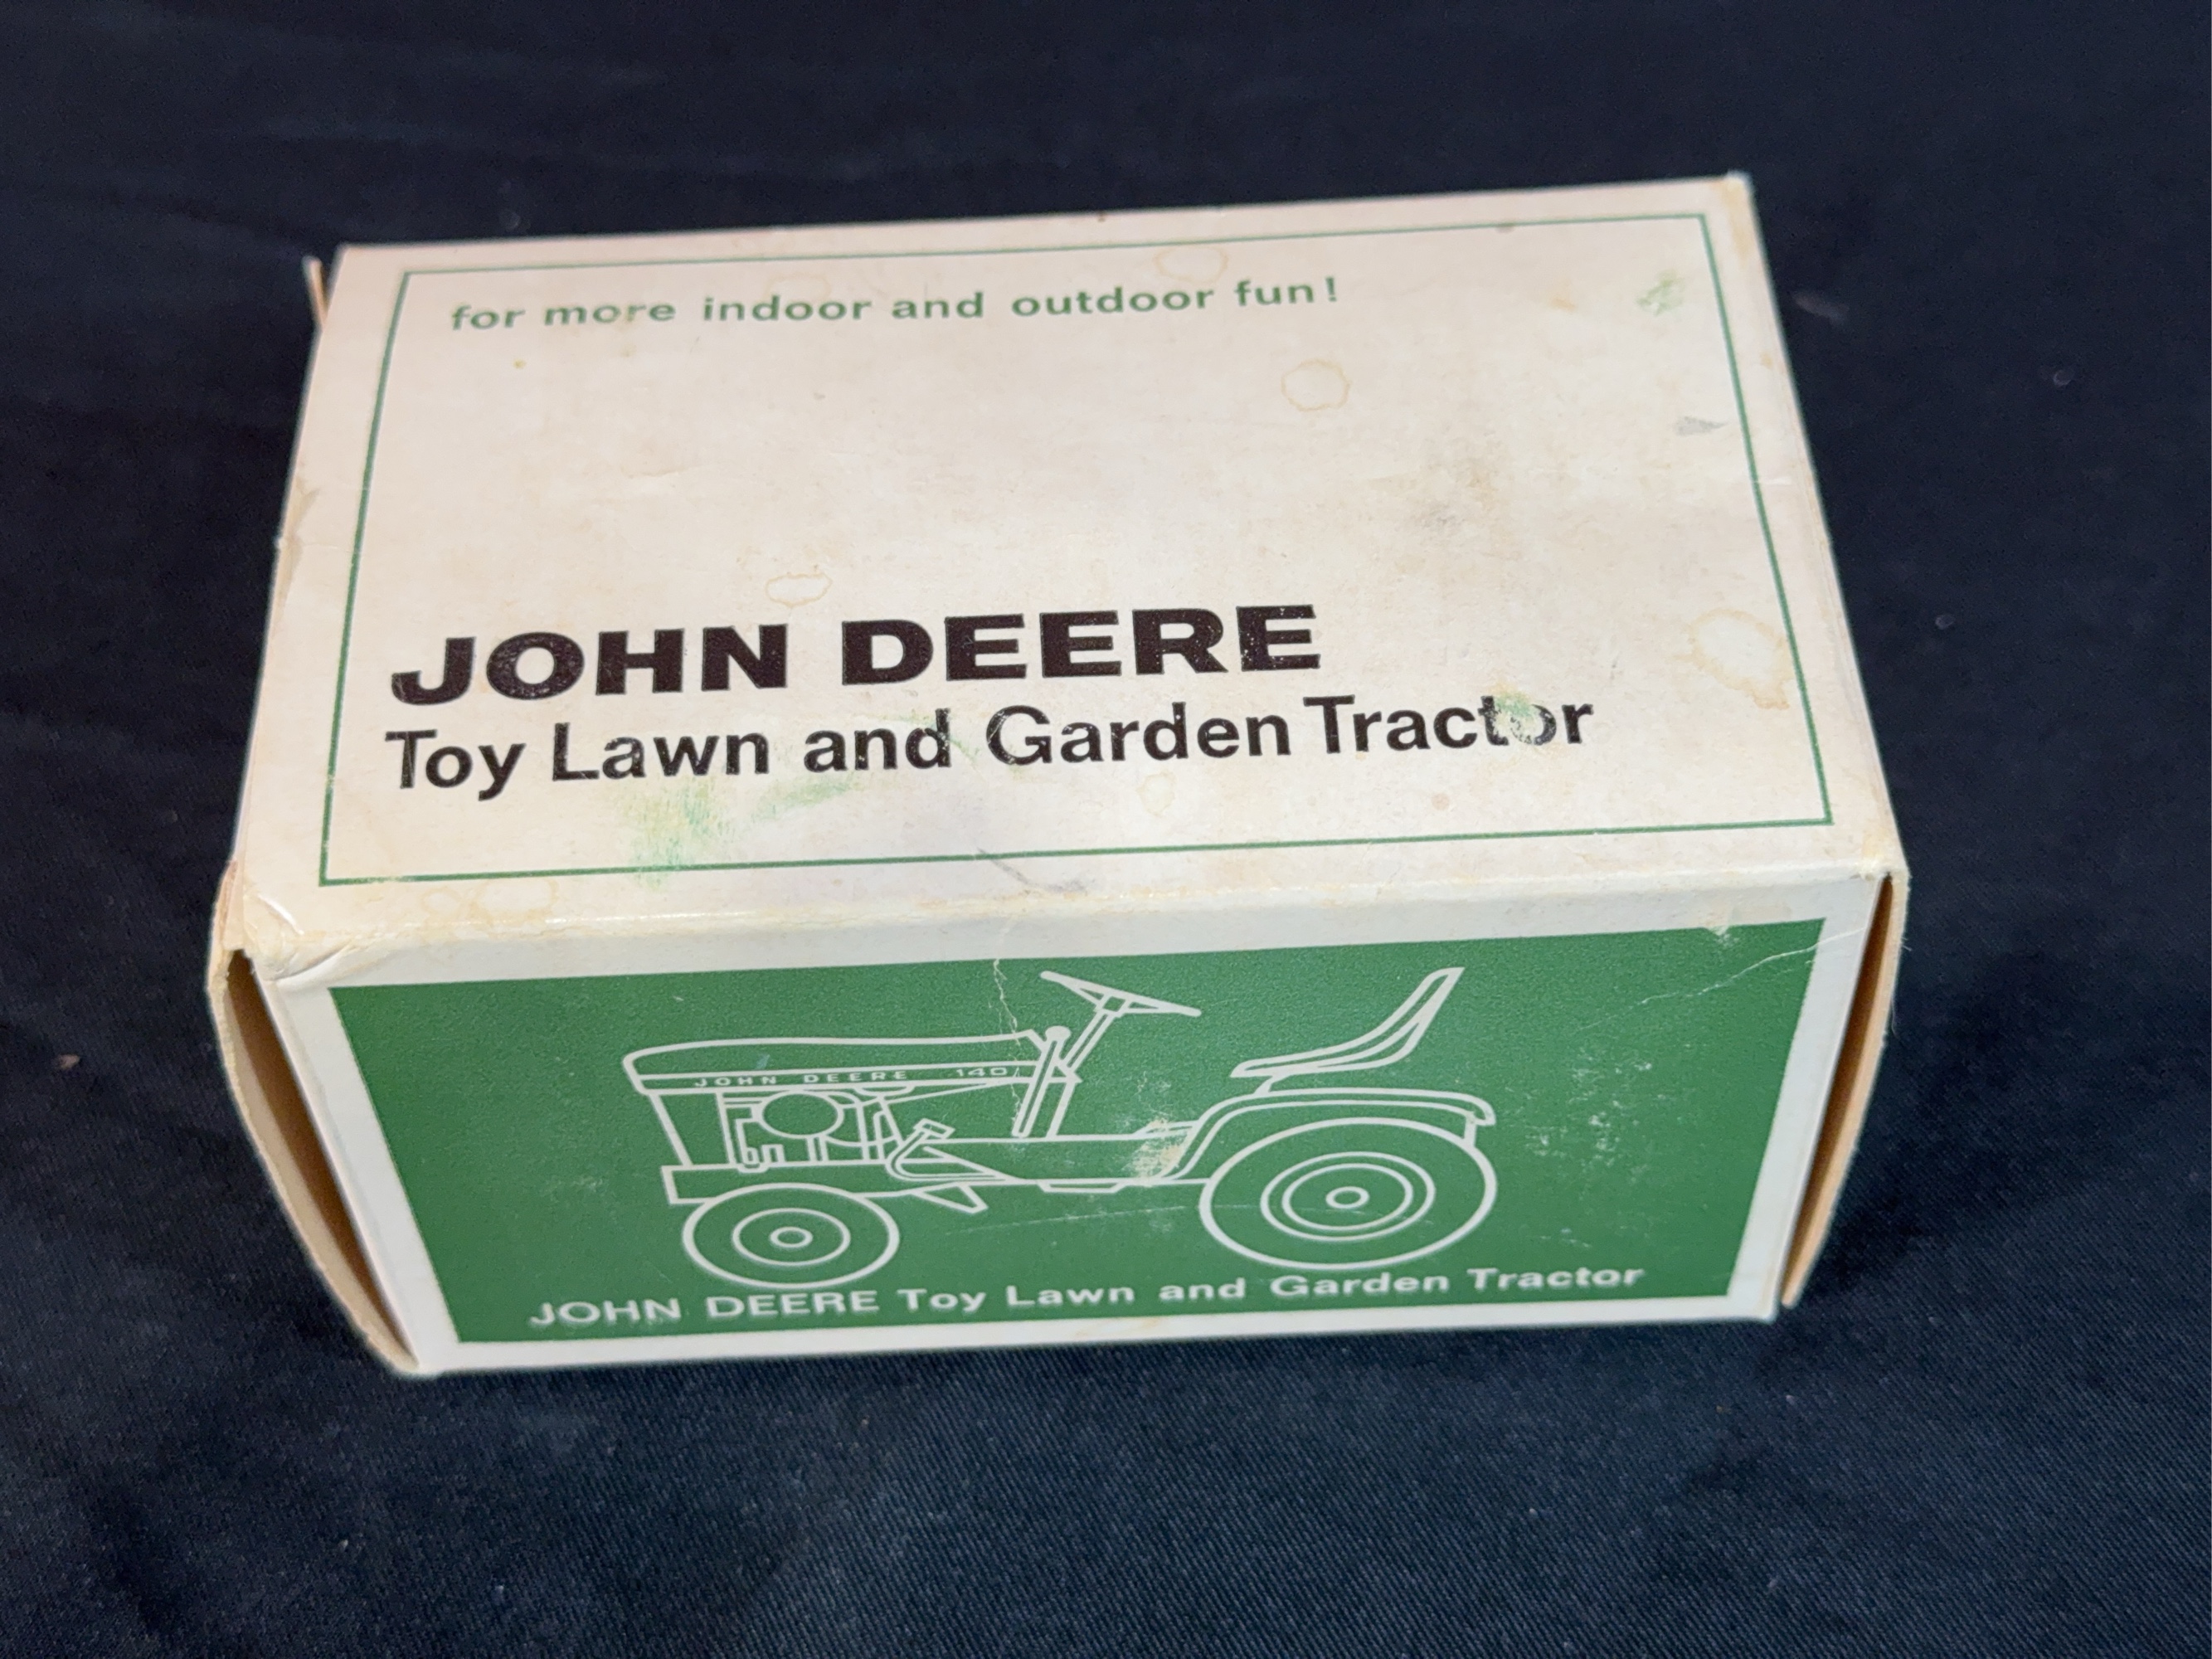 for more indoor and outdoor fun!
JOHN DEERE
Toy Lawn and Garden Tractor
JOHN DEERE 140
JOHN DEERE Toy Lawn and Garden Tractor